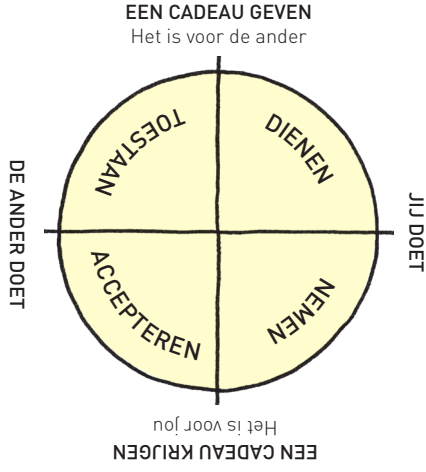 EEN CADEAU GEVEN
Het is voor de ander
TOESTAAN
DIENEN
DE ANDER DOET
JIJ DOET
ACCEPTEREN
NEMEN
Het is voor jou
EEN CADEAU KRIJGEN